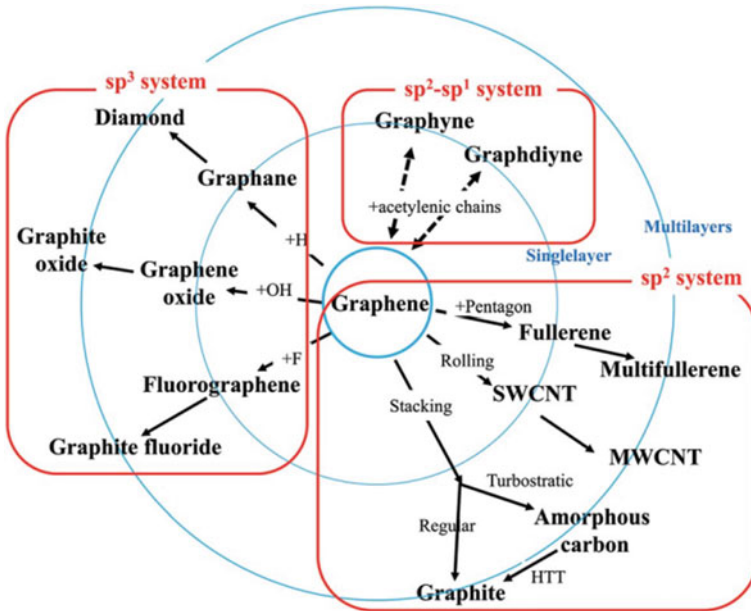 sp³ system
Diamond
Graphane
+H
Graphite
oxide
Graphene
oxide
+OH
+F
Fluorographene
Graphite fluoride
sp²-sp¹ system
Graphyne
Graphdiyne
+acetylenic chains
Multilayers
Singlelayer
sp² system
Graphene
+Pentagon
Fullerene
Multifullerene
Rolling
SWCNT
MWCNT
Stacking
Turbostratic
Regular
Amorphous
carbon
HTT
Graphite